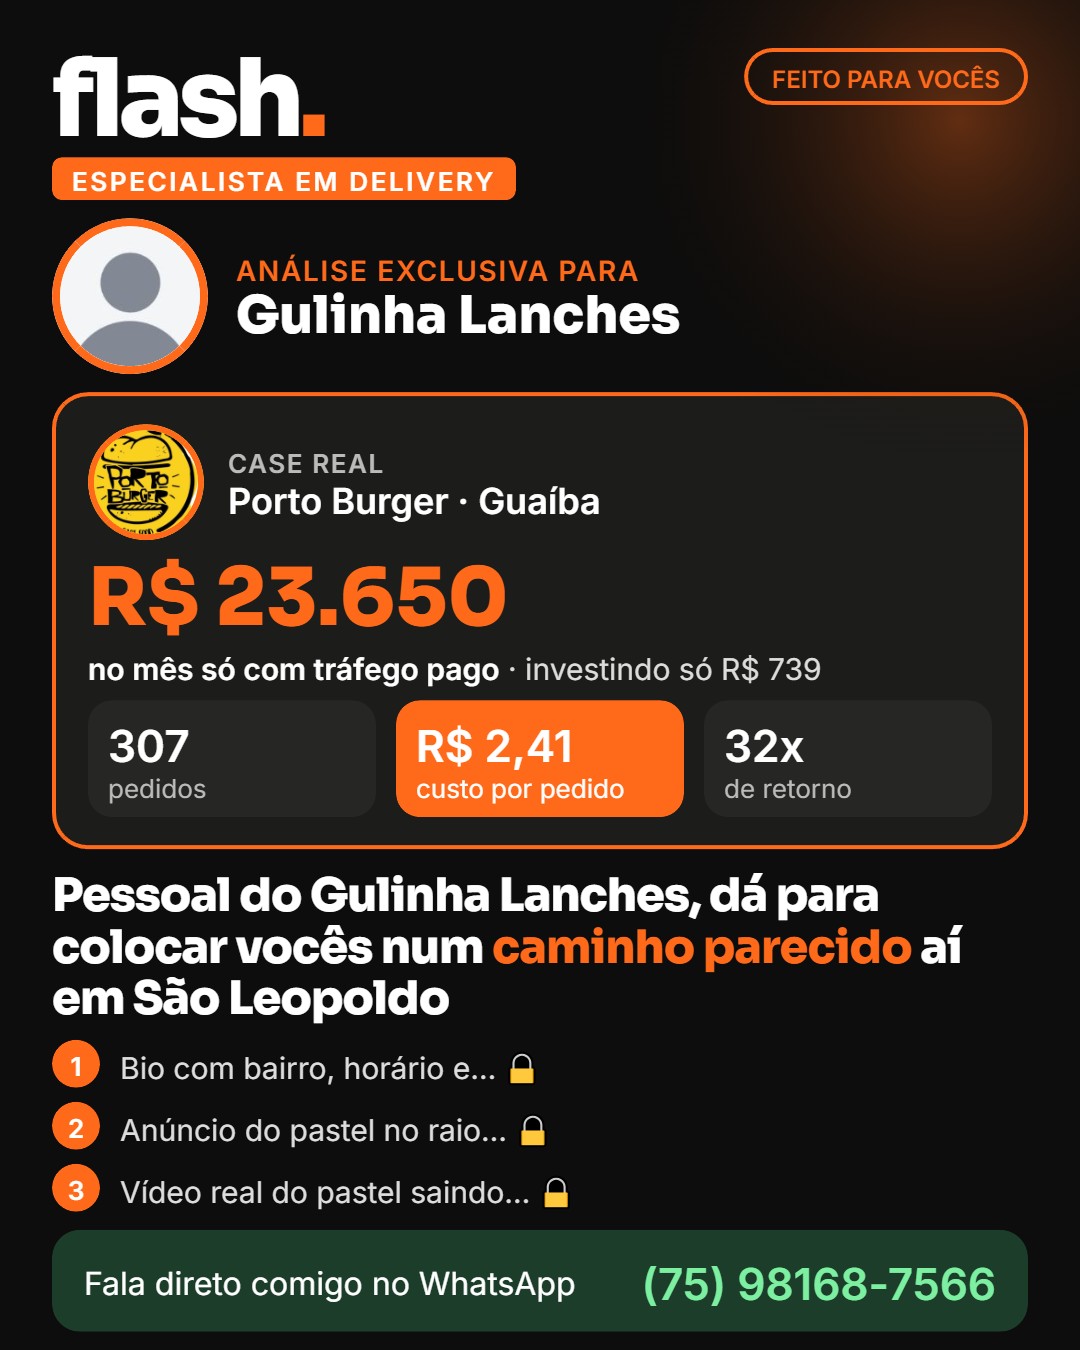 flash.
FEITO PARA VOCÊS
ESPECIALISTA EM DELIVERY
ANÁLISE EXCLUSIVA PARA
Gulinha Lanches
PORTO
BURGER
CASE REAL
Porto Burger · Guaíba
R$ 23.650
no mês só com tráfego pago · investindo só R$ 739
307
pedidos
R$ 2,41
custo por pedido
32x
de retorno
Pessoal do Gulinha Lanches, dá para
colocar vocês num caminho parecido aí
em São Leopoldo
1 Bio com bairro, horário e...
2 Anúncio do pastel no raio...
3 Vídeo real do pastel saindo...
Fala direto comigo no WhatsApp (75) 98168-7566